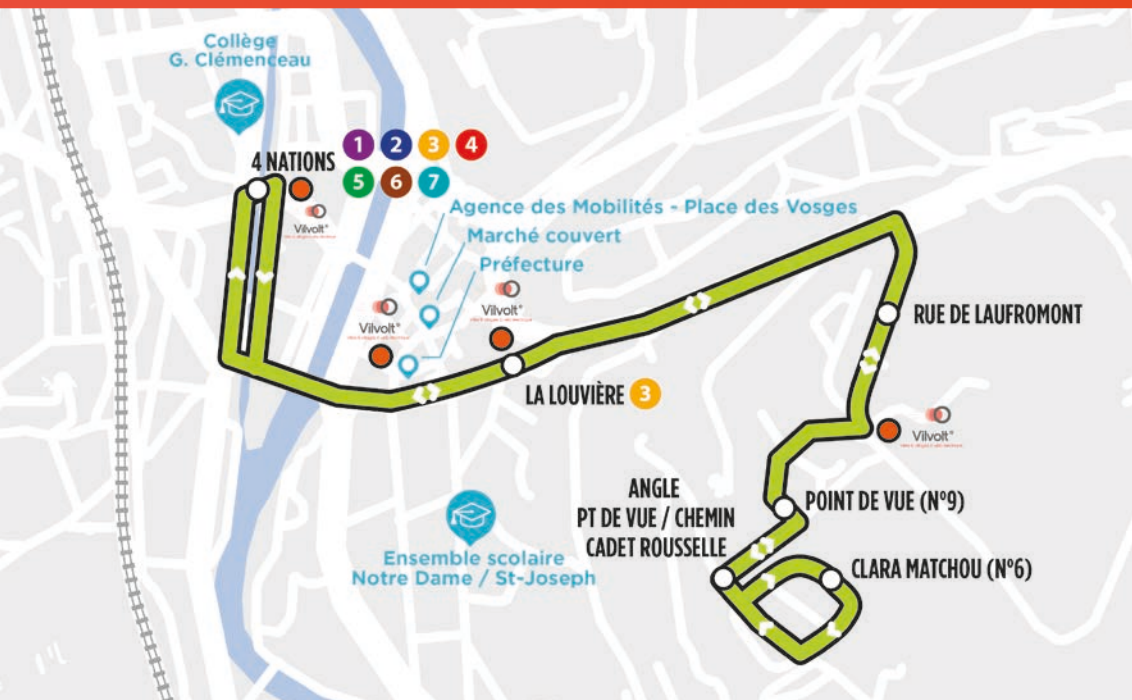 Collège
G. Clémenceau
4 NATIONS
1 2 3 4
5 6 7
Vilvolt
Agence des Mobilités - Place des Vosges
Marché couvert
Préfecture
Vilvolt
Vilvolt
RUE DE LAUFROMONT
LA LOUVIÈRE 3
Vilvolt
ANGLE
PT DE VUE / CHEMIN
CADET ROUSSELLE
POINT DE VUE (N°9)
Ensemble scolaire
Notre Dame / St-Joseph
CLARA MATCHOU (N°6)